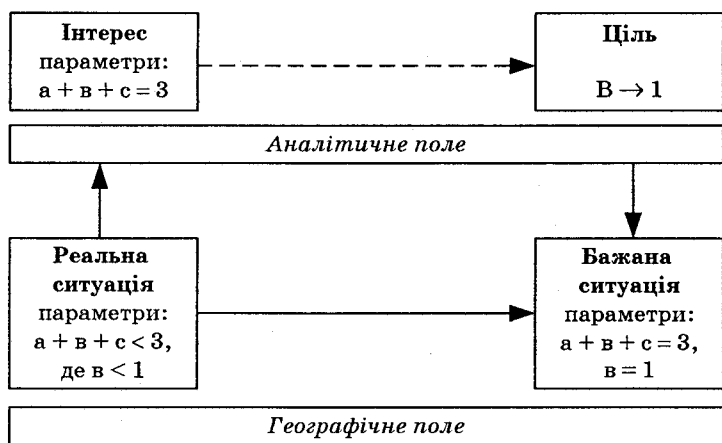 Інтерес
параметри:
а + в + с = 3
Ціль
В → 1
Аналітичне поле
Реальна
ситуація
параметри:
а + в + с < 3,
де в < 1
Бажана
ситуація
параметри:
а + в + с = 3,
в = 1
Географічне поле